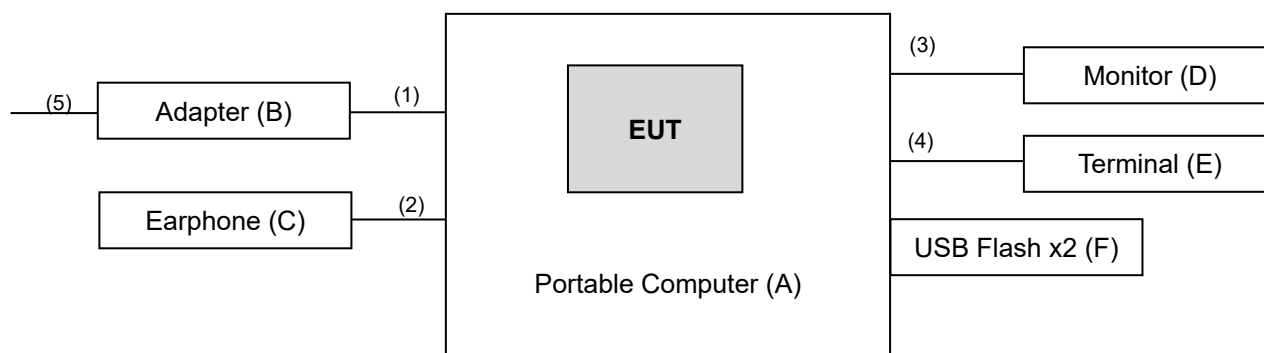 (3)
Monitor (D)
(5)
Adapter (B)
(1)
EUT
(4)
Terminal (E)
Earphone (C)
(2)
USB Flash x2 (F)
Portable Computer (A)